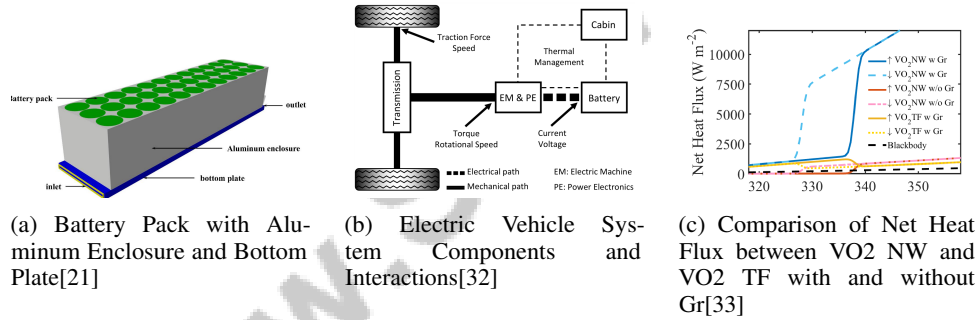 battery pack
outlet
Aluminum enclosure
bottom plate
inlet
(a) Battery Pack with Alu-
minum Enclosure and Bottom
Plate[21]
Traction Force
Speed
Cabin
Thermal
Management
Transmission
EM & PE
Battery
Torque
Rotational Speed
Current
Voltage
Electrical path
EM: Electric Machine
Mechanical path
PE: Power Electronics
(b) Electric Vehicle Sys-
tem Components and
Interactions[32]
Net Heat Flux (W m⁻²)
10000
7500
5000
2500
0
↑ VO₂NW w Gr
↓ VO₂NW w Gr
↑ VO₂NW w/o Gr
↓ VO₂NW w/o Gr
↑ VO₂TF w Gr
↓ VO₂TF w Gr
Blackbody
320 330 340 350
(c) Comparison of Net Heat
Flux between VO2 NW and
VO2 TF with and without
Gr[33]